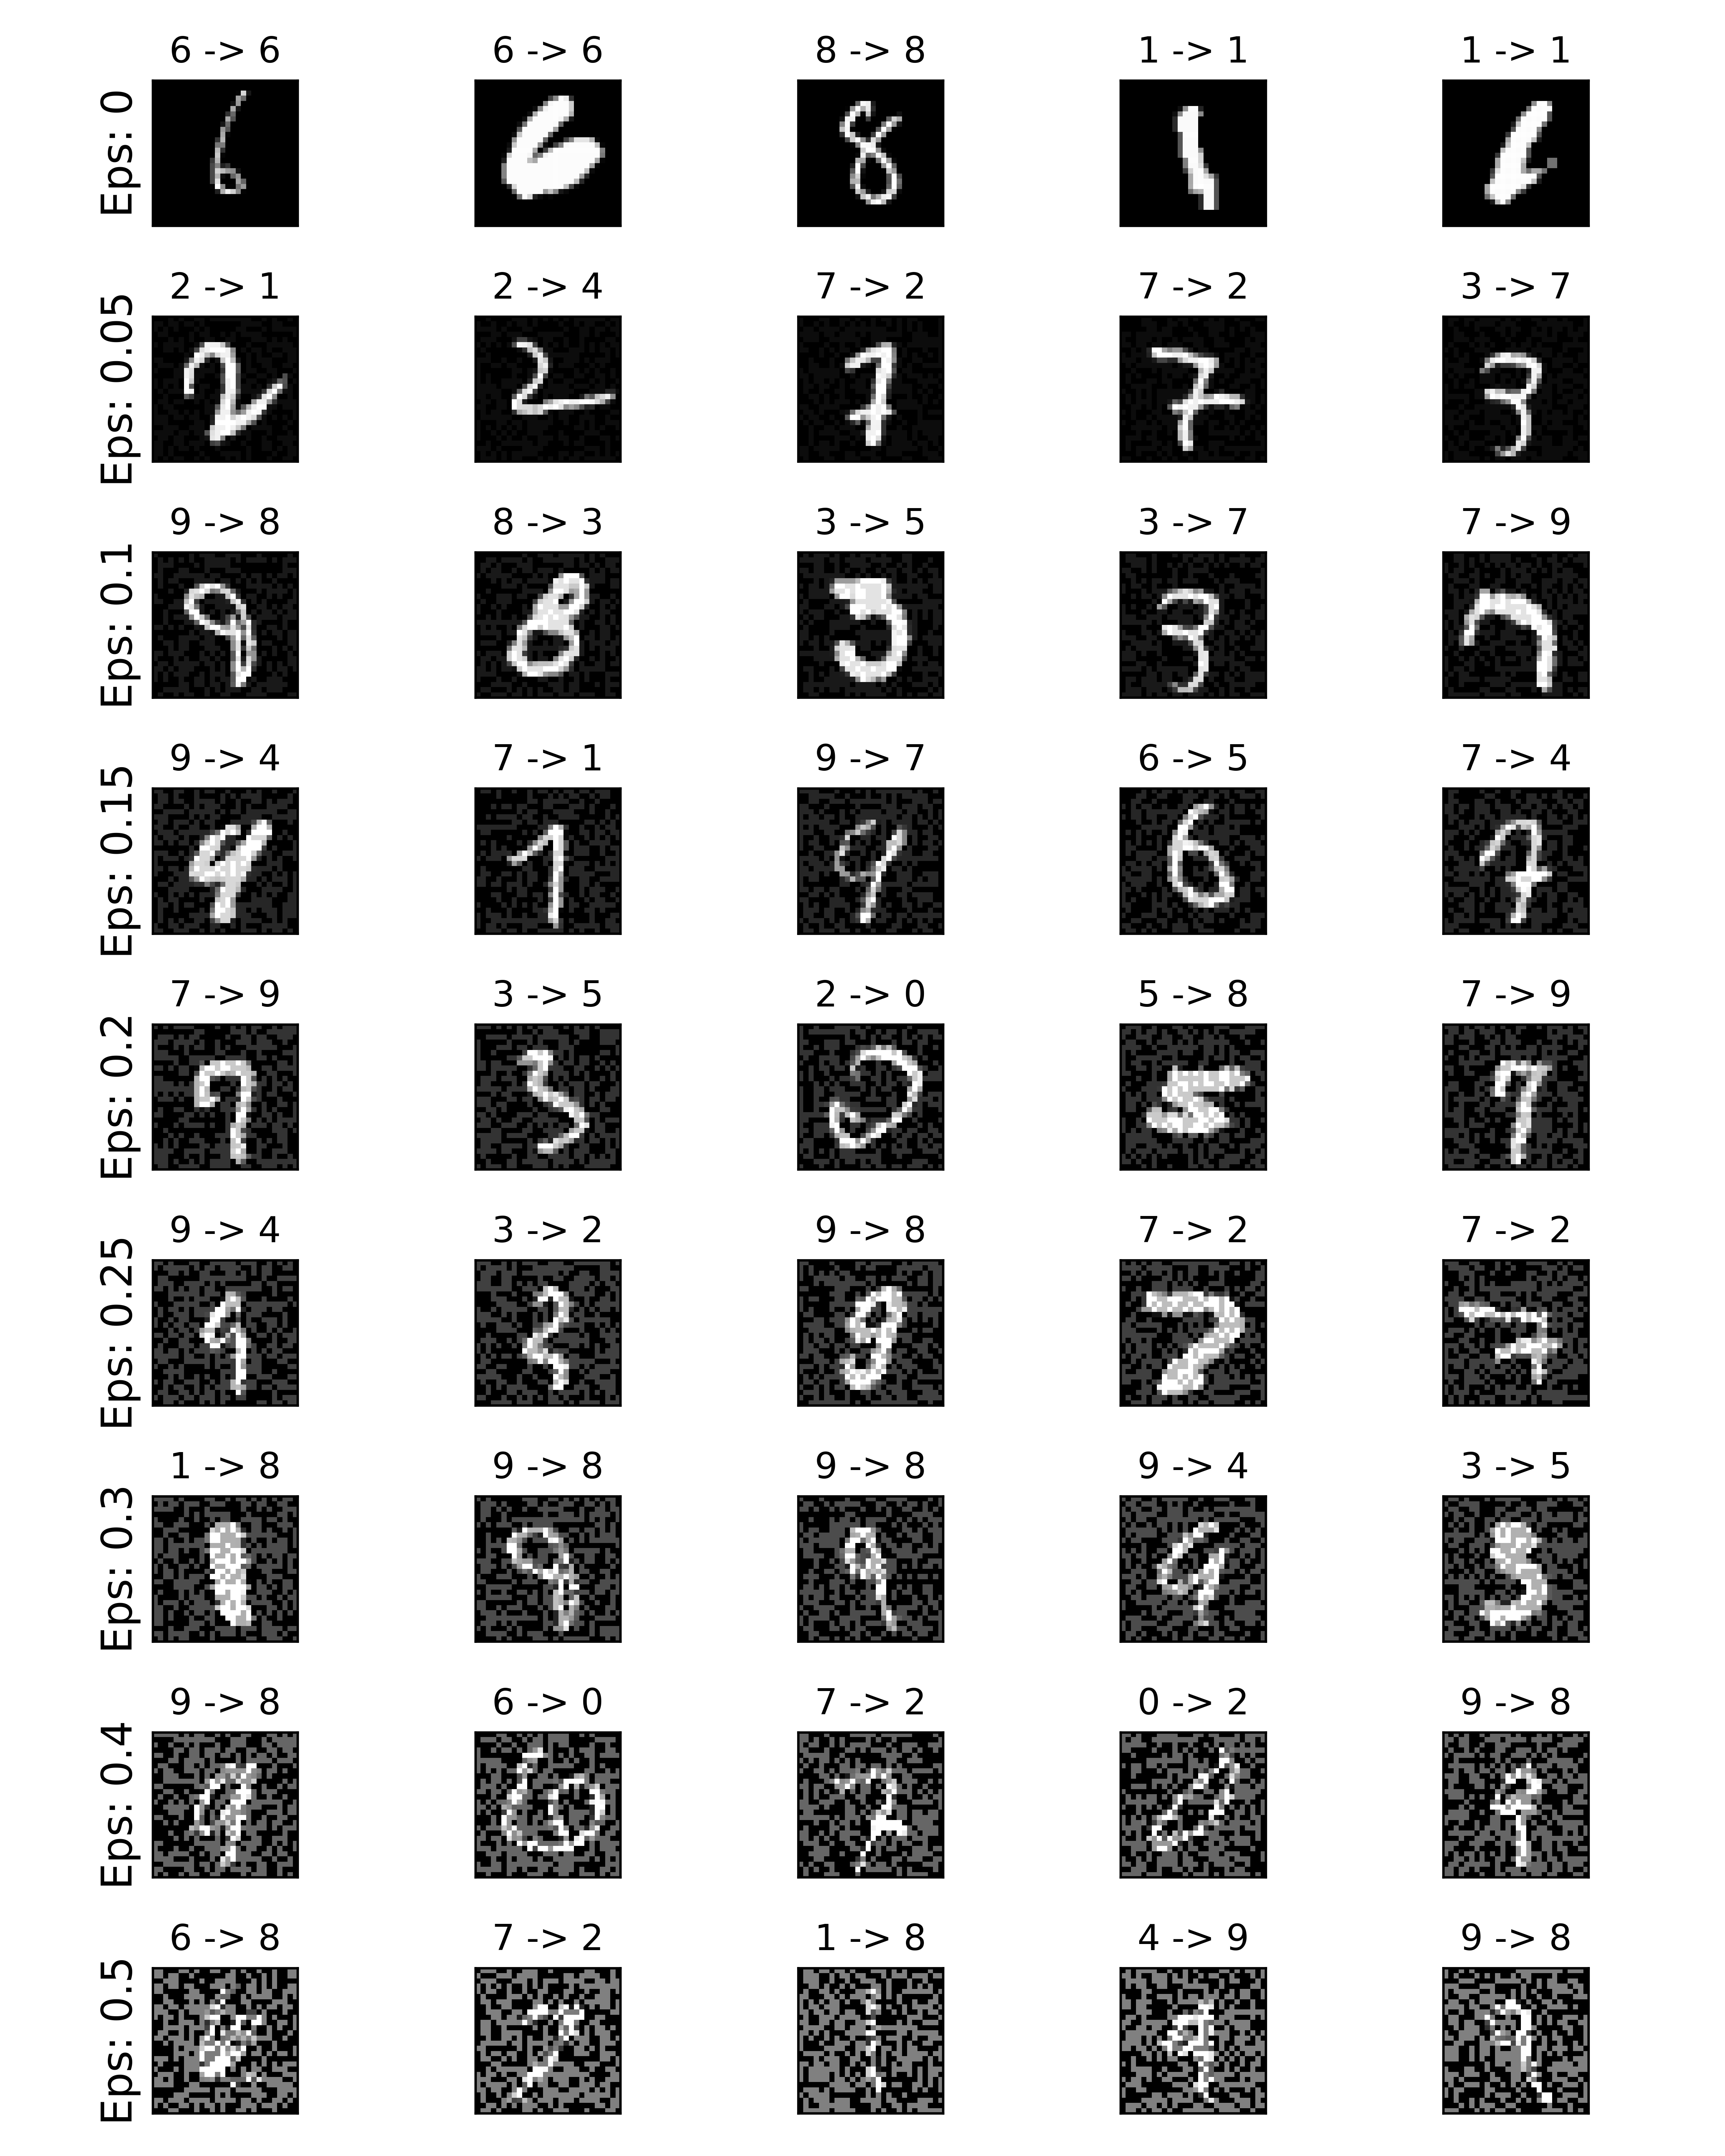 6 -> 6 6 -> 6 8 -> 8 1 -> 1 1 -> 1
Eps: 0
2 -> 1 2 -> 4 7 -> 2 7 -> 2 3 -> 7
Eps: 0.05
9 -> 8 8 -> 3 3 -> 5 3 -> 7 7 -> 9
Eps: 0.1
9 -> 4 7 -> 1 9 -> 7 6 -> 5 7 -> 4
Eps: 0.15
7 -> 9 3 -> 5 2 -> 0 5 -> 8 7 -> 9
Eps: 0.2
9 -> 4 3 -> 2 9 -> 8 7 -> 2 7 -> 2
Eps: 0.25
1 -> 8 9 -> 8 9 -> 8 9 -> 4 3 -> 5
Eps: 0.3
9 -> 8 6 -> 0 7 -> 2 0 -> 2 9 -> 8
Eps: 0.4
6 -> 8 7 -> 2 1 -> 8 4 -> 9 9 -> 8
Eps: 0.5